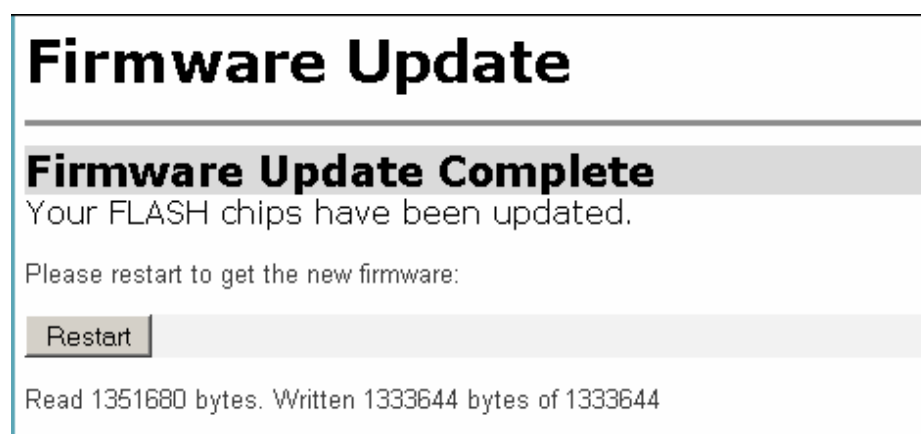 Firmware Update
Firmware Update Complete
Your FLASH chips have been updated.
Please restart to get the new firmware:
Restart
Read 1351680 bytes. Written 1333644 bytes of 1333644